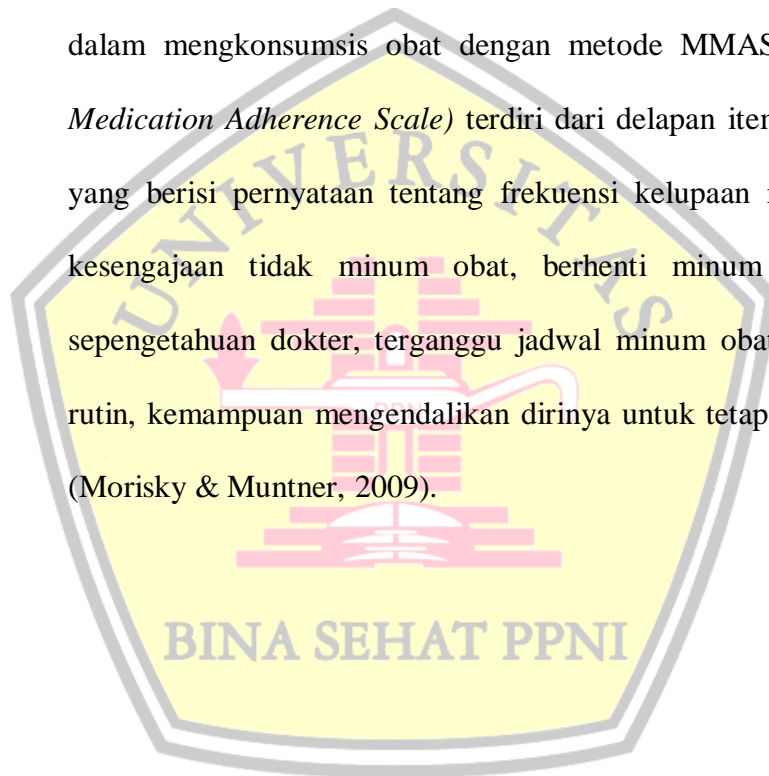 dalam mengkonsumsis obat dengan metode MMAS
Medication Adherence Scale) terdiri dari delapan item
yang berisi pernyataan tentang frekuensi kelupaan
kesengajaan tidak minum obat, berhenti minum
sepengetahuan dokter, terganggu jadwal minum obat
rutin, kemampuan mengendalikan dirinya untuk tetap
(Morisky & Muntner, 2009).
UNIVERSITAS
PPNI
BINA SEHAT PPNI